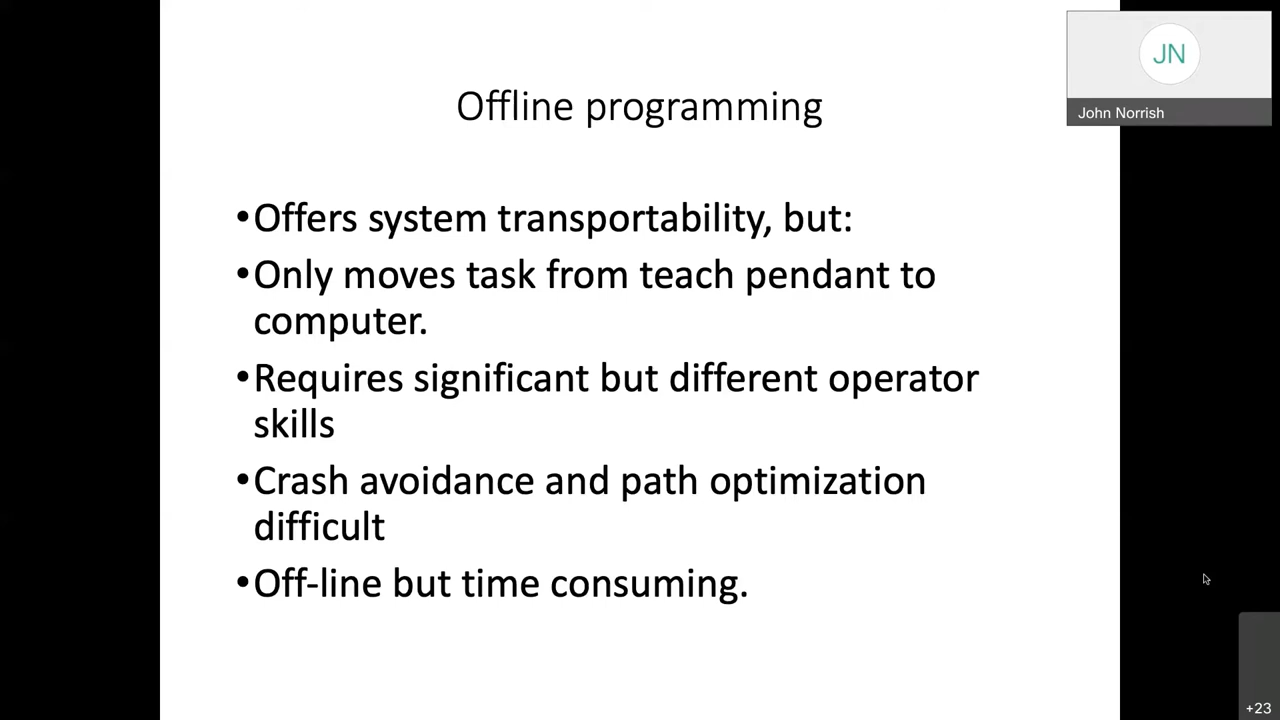 Offline programming
JN
John Norrish
•Offers system transportability, but:
•Only moves task from teach pendant to
computer.
•Requires significant but different operator
skills
•Crash avoidance and path optimization
difficult
•Off-line but time consuming.
+23